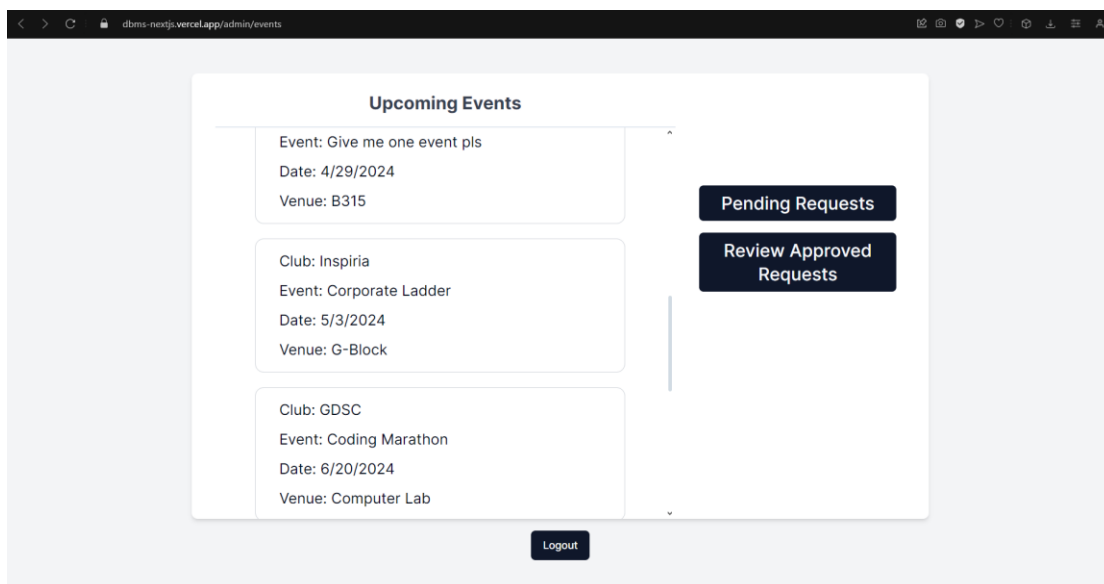 dbms-nextjs.vercel.app/admin/events
Upcoming Events
Event: Give me one event pls
Date: 4/29/2024
Venue: B315
Club: Inspiria
Event: Corporate Ladder
Date: 5/3/2024
Venue: G-Block
Club: GDSC
Event: Coding Marathon
Date: 6/20/2024
Venue: Computer Lab
Pending Requests
Review Approved
Requests
Logout